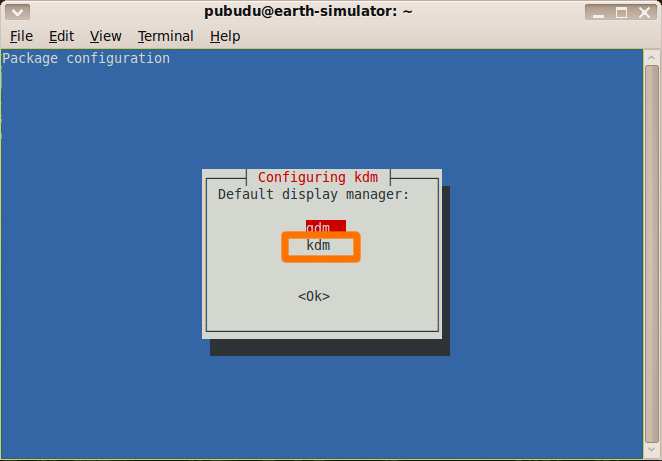 pubudu@earth-simulator: ~
File Edit View Terminal Help
Package configuration
Configuring kdm
Default display manager:
gdm
kdm
<Ok>